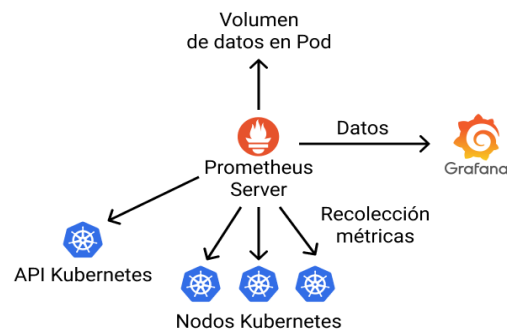 Volumen
de datos en Pod
Datos
Grafana
Prometheus
Server
Recolección
métricas
API Kubernetes
Nodos Kubernetes